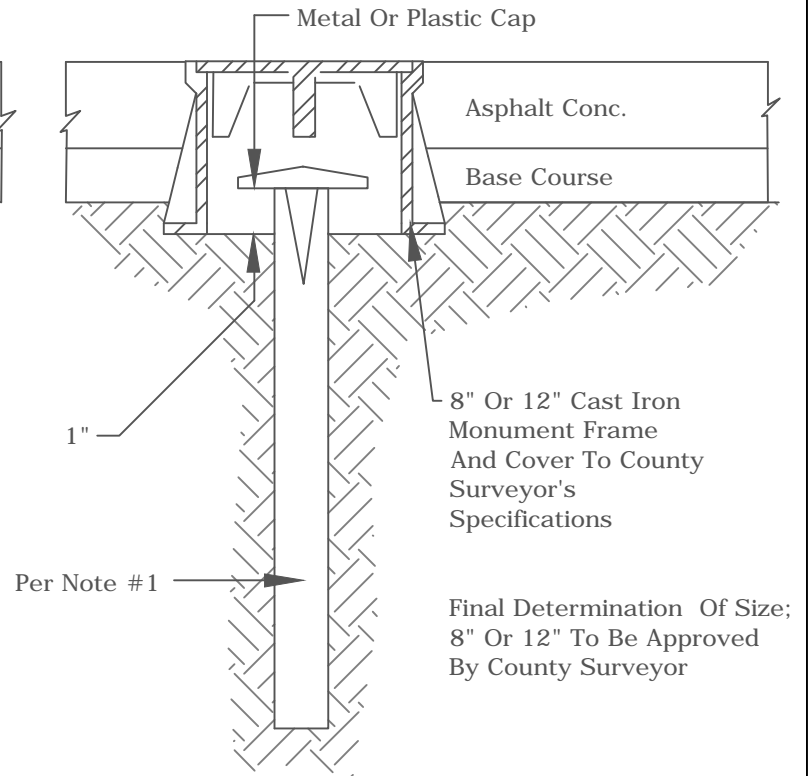 Metal Or Plastic Cap
Asphalt Conc.
Base Course
8" Or 12" Cast Iron
Monument Frame
And Cover To County
Surveyor's
Specifications
1"
Per Note #1
Final Determination Of Size;
8" Or 12" To Be Approved
By County Surveyor